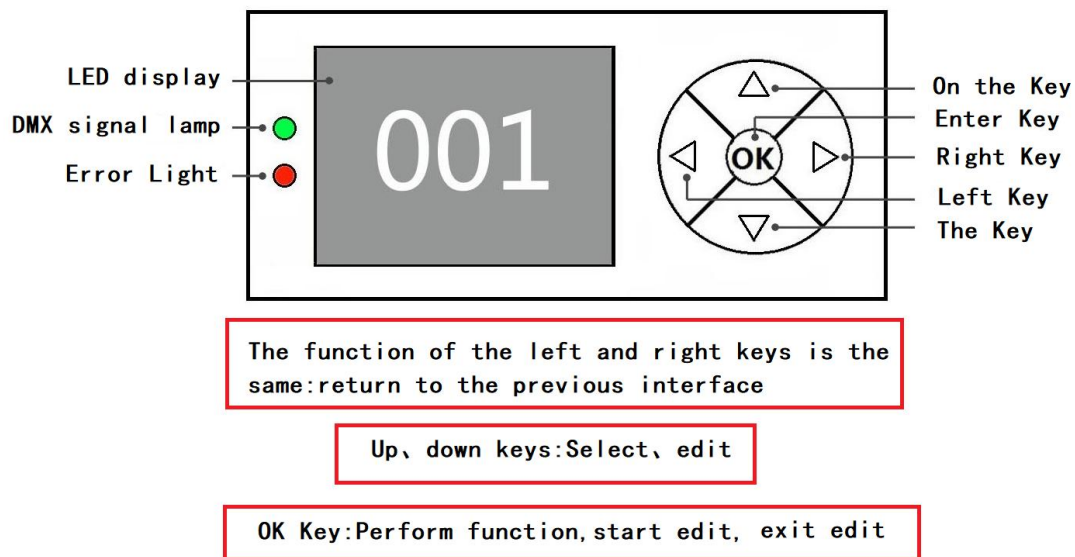 LED display
DMX signal lamp
Error Light
001
OK
On the Key
Enter Key
Right Key
Left Key
The Key
The function of the left and right keys is the
same:return to the previous interface
Up、down keys:Select、edit
OK Key:Perform function,start edit, exit edit